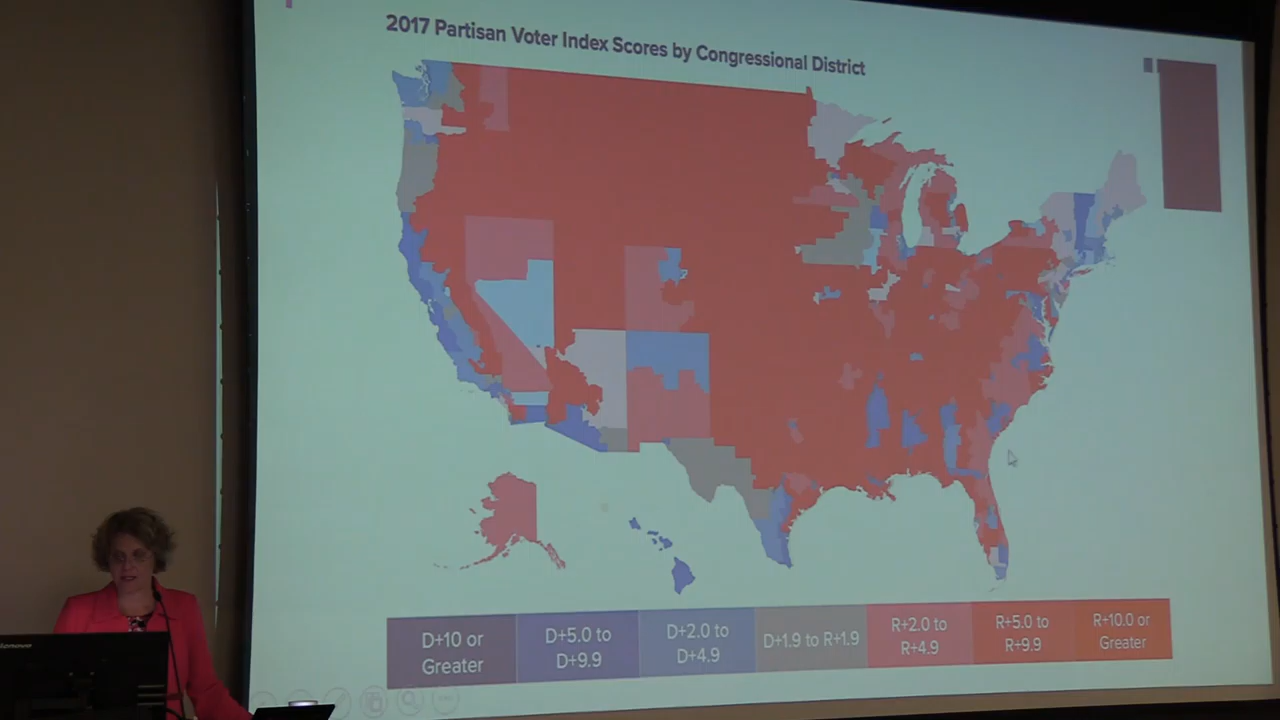 2017 Partisan Voter Index Scores by Congressional District
D+10 or
Greater
D+5.0 to
D+9.9
D+2.0 to
D+4.9
D+1.9 to R+1.9
R+2.0 to
R+4.9
R+5.0 to
R+9.9
R+10.0 or
Greater